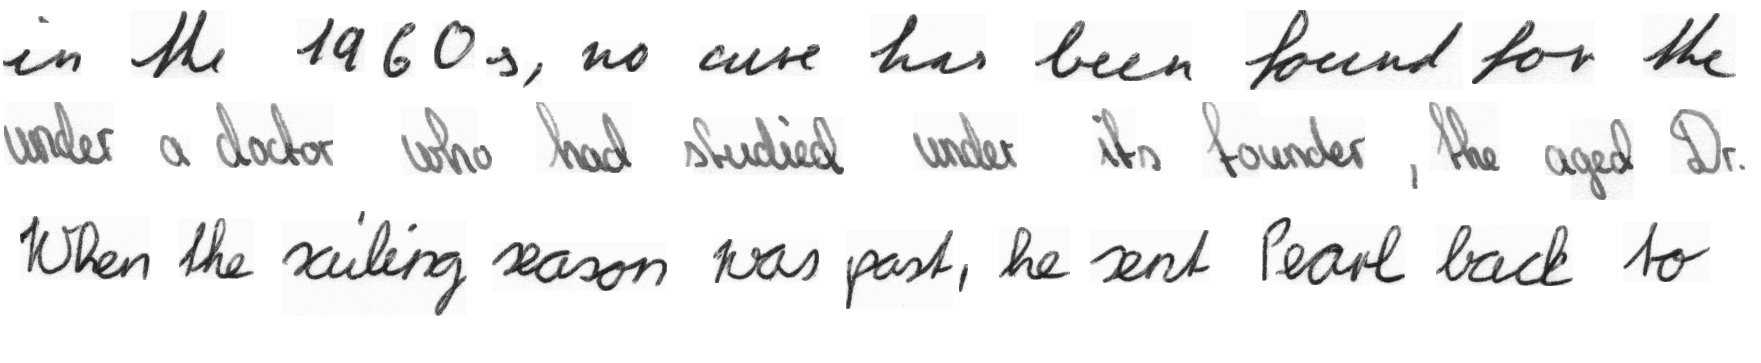 in the 1960s, no cure has been found for the
under a doctor who had studied under its founder, the aged Dr.
When the sailing season was past, he sent Pearl back to